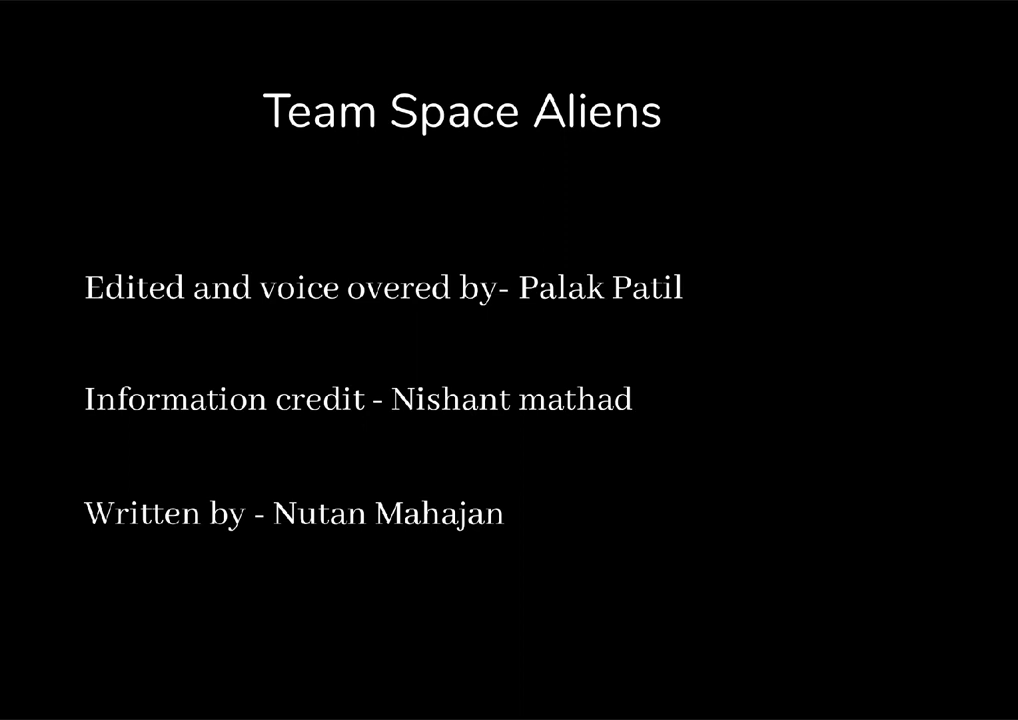 Team Space Aliens
Edited and voice overed by- Palak Patil
Information credit - Nishant mathad
Written by - Nutan Mahajan